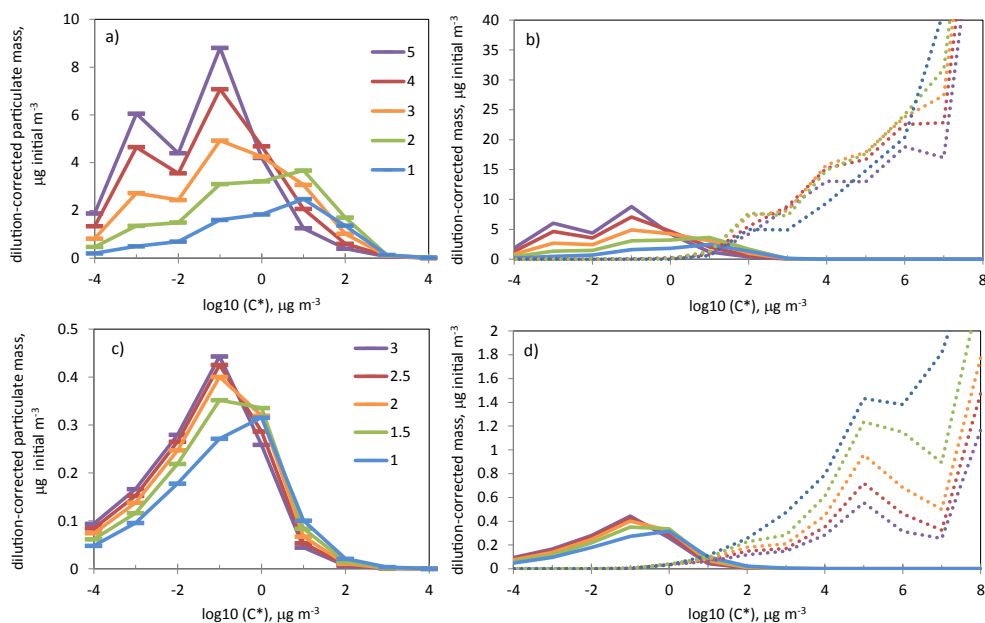 a)
dilution-corrected particulate mass,
µg initial m-3
10
8
6
4
2
0
-4 -2 0 2 4
log10 (C*), µg m-3
5
4
3
2
1
b)
dilution-corrected mass, µg initial m-3
40
35
30
25
20
15
10
5
0
-4 -2 0 2 4 6 8
log10 (C*), µg m-3
c)
dilution-corrected particulate mass,
µg initial m-3
0.5
0.4
0.3
0.2
0.1
0
-4 -2 0 2 4
log10 (C*), µg m-3
3
2.5
2
1.5
1
d)
dilution-corrected mass, µg initial m-3
2
1.8
1.6
1.4
1.2
1
0.8
0.6
0.4
0.2
0
-4 -2 0 2 4 6 8
log10 (C*), µg m-3